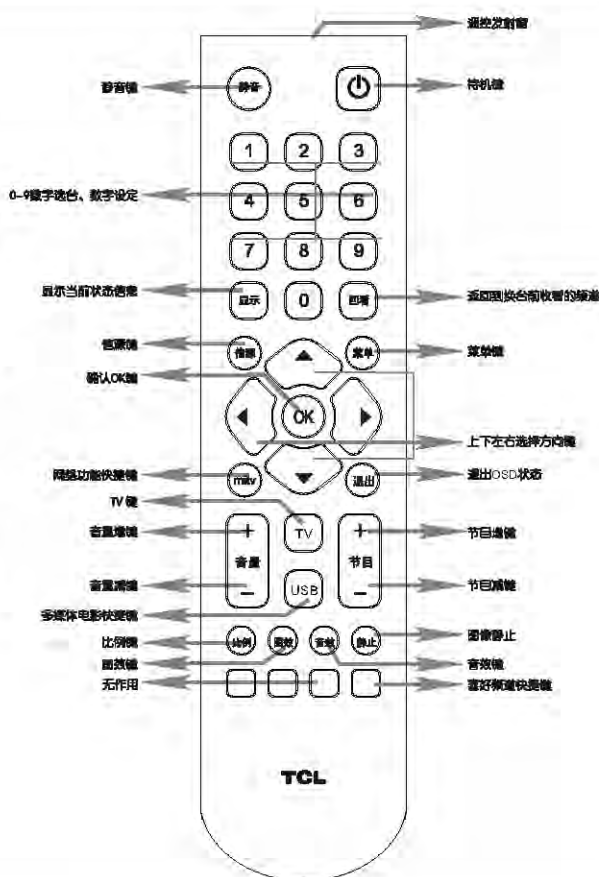 遥控发射窗
静音键
静音
待机键
1 2 3
0-9数字选台、数字设定
4 5 6
7 8 9
显示当前状态信息
显示
0
回看
返回到换台前收看的频道
信源键
信源
菜单
菜单键
确认OK键
OK
上下左右选择方向键
网络功能快捷键
mitv
退出
退出OSD状态
TV键
TV
音量增键
+
音量
−
+
节目
−
节目增键
音量减键
USB
节目减键
多媒体电影快捷键
比例键
比例
图效
音效
静止
图像静止
图效键
音效键
无作用
喜好频道快捷键
TCL